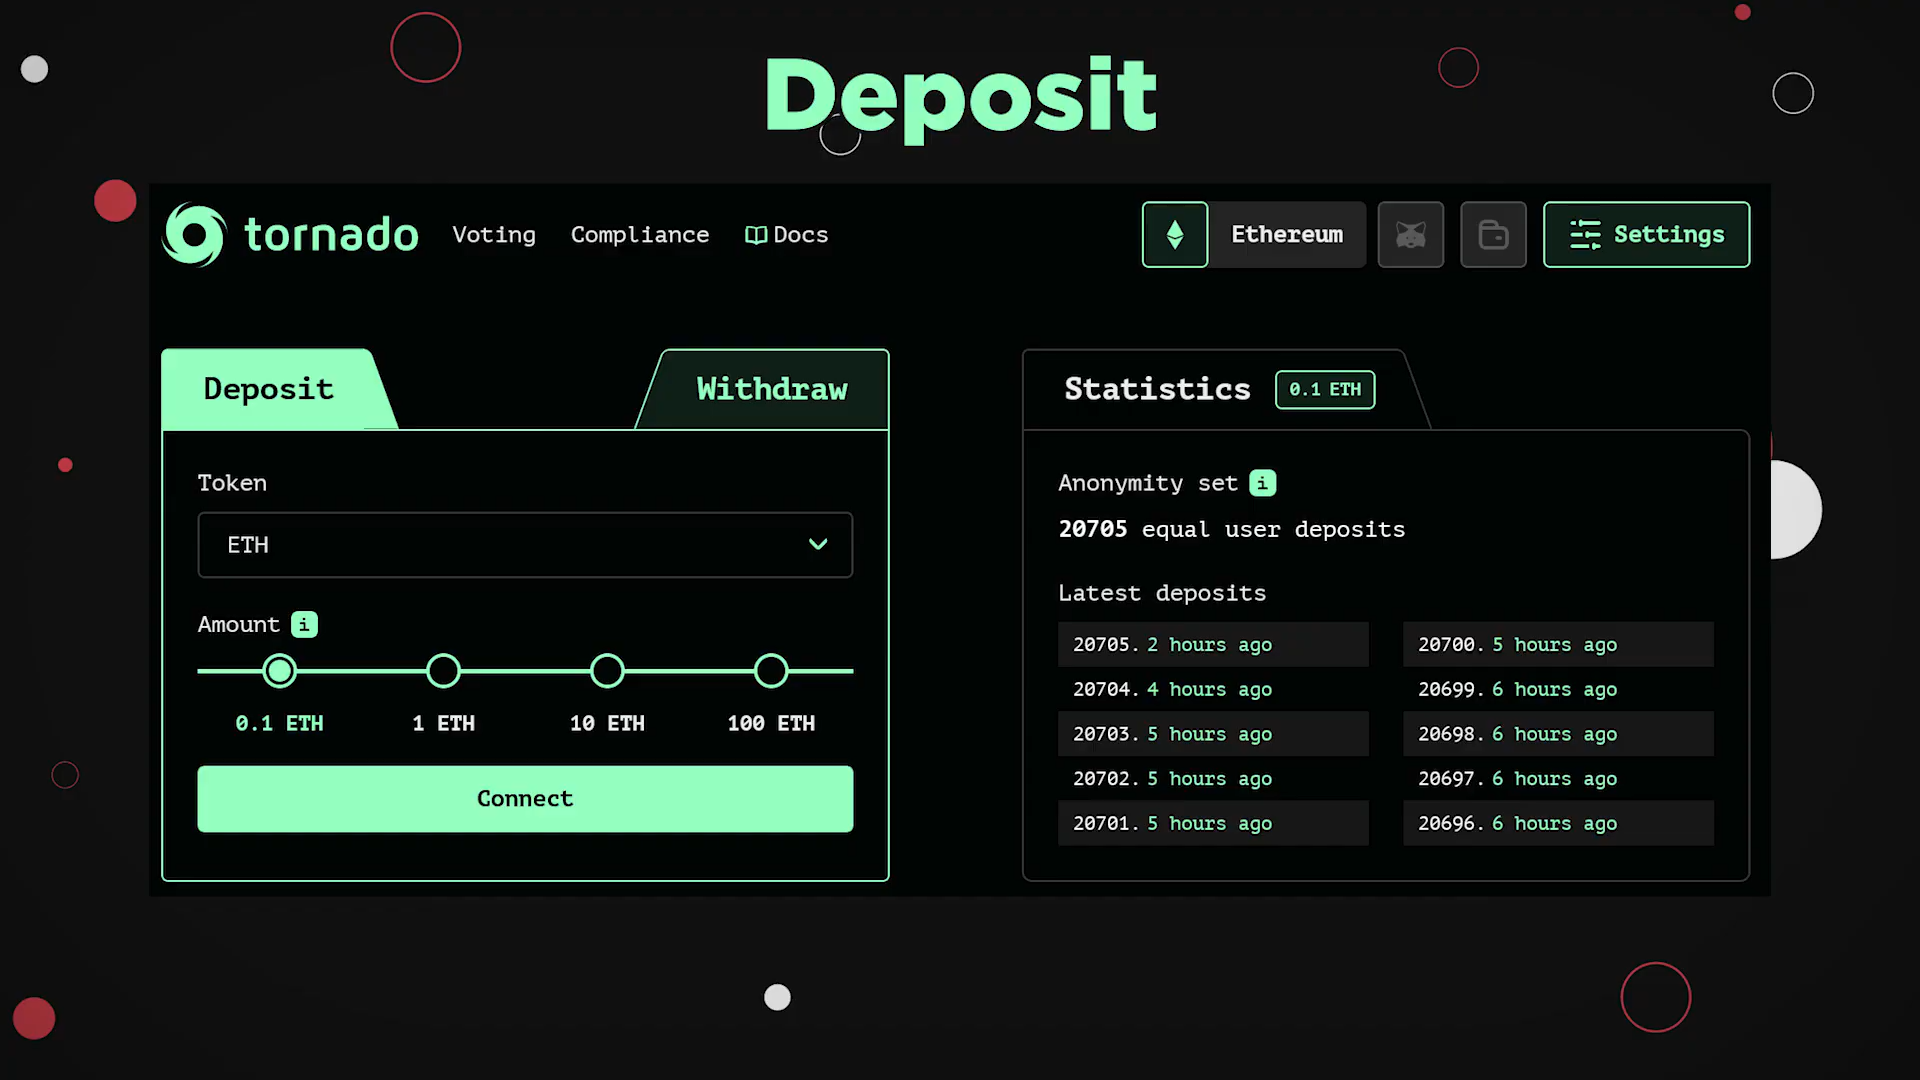 Deposit
tornado Voting Compliance Docs Ethereum Settings
Deposit Withdraw
Token
ETH
Amount i
0.1 ETH 1 ETH 10 ETH 100 ETH
Connect
Statistics 0.1 ETH
Anonymity set i
20705 equal user deposits
Latest deposits
20705. 2 hours ago
20704. 4 hours ago
20703. 5 hours ago
20702. 5 hours ago
20701. 5 hours ago
20700. 5 hours ago
20699. 6 hours ago
20698. 6 hours ago
20697. 6 hours ago
20696. 6 hours ago